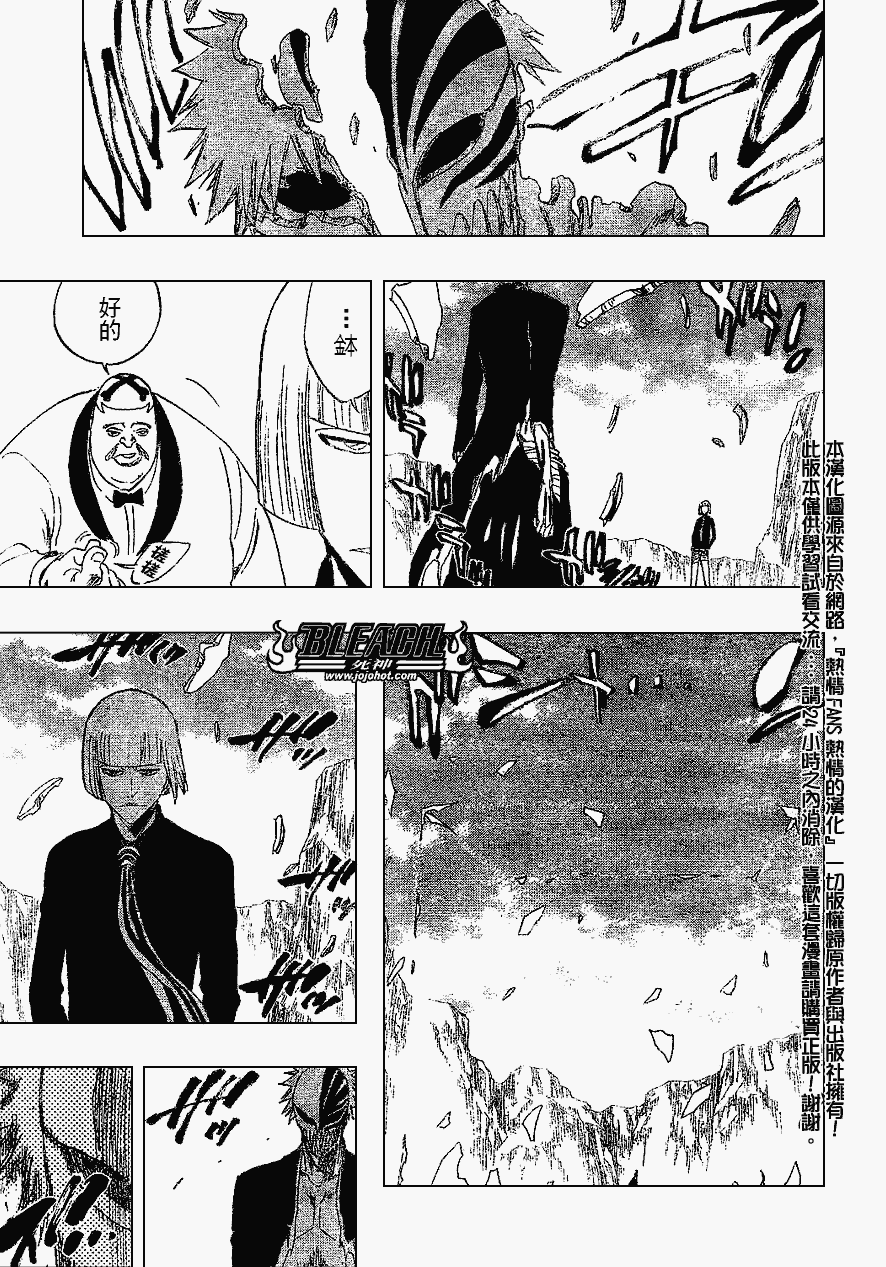 …鉢
好的
搓搓
BLEACH
死神
www.jojohot.com
本漢化圖源來自於網路,『熱情FANS熱情的漢化』一切版權歸原作者與出版社擁有!
此版本僅供學習試看交流…請24小時之內消除…喜歡這套漫畫請購買正版!謝謝。